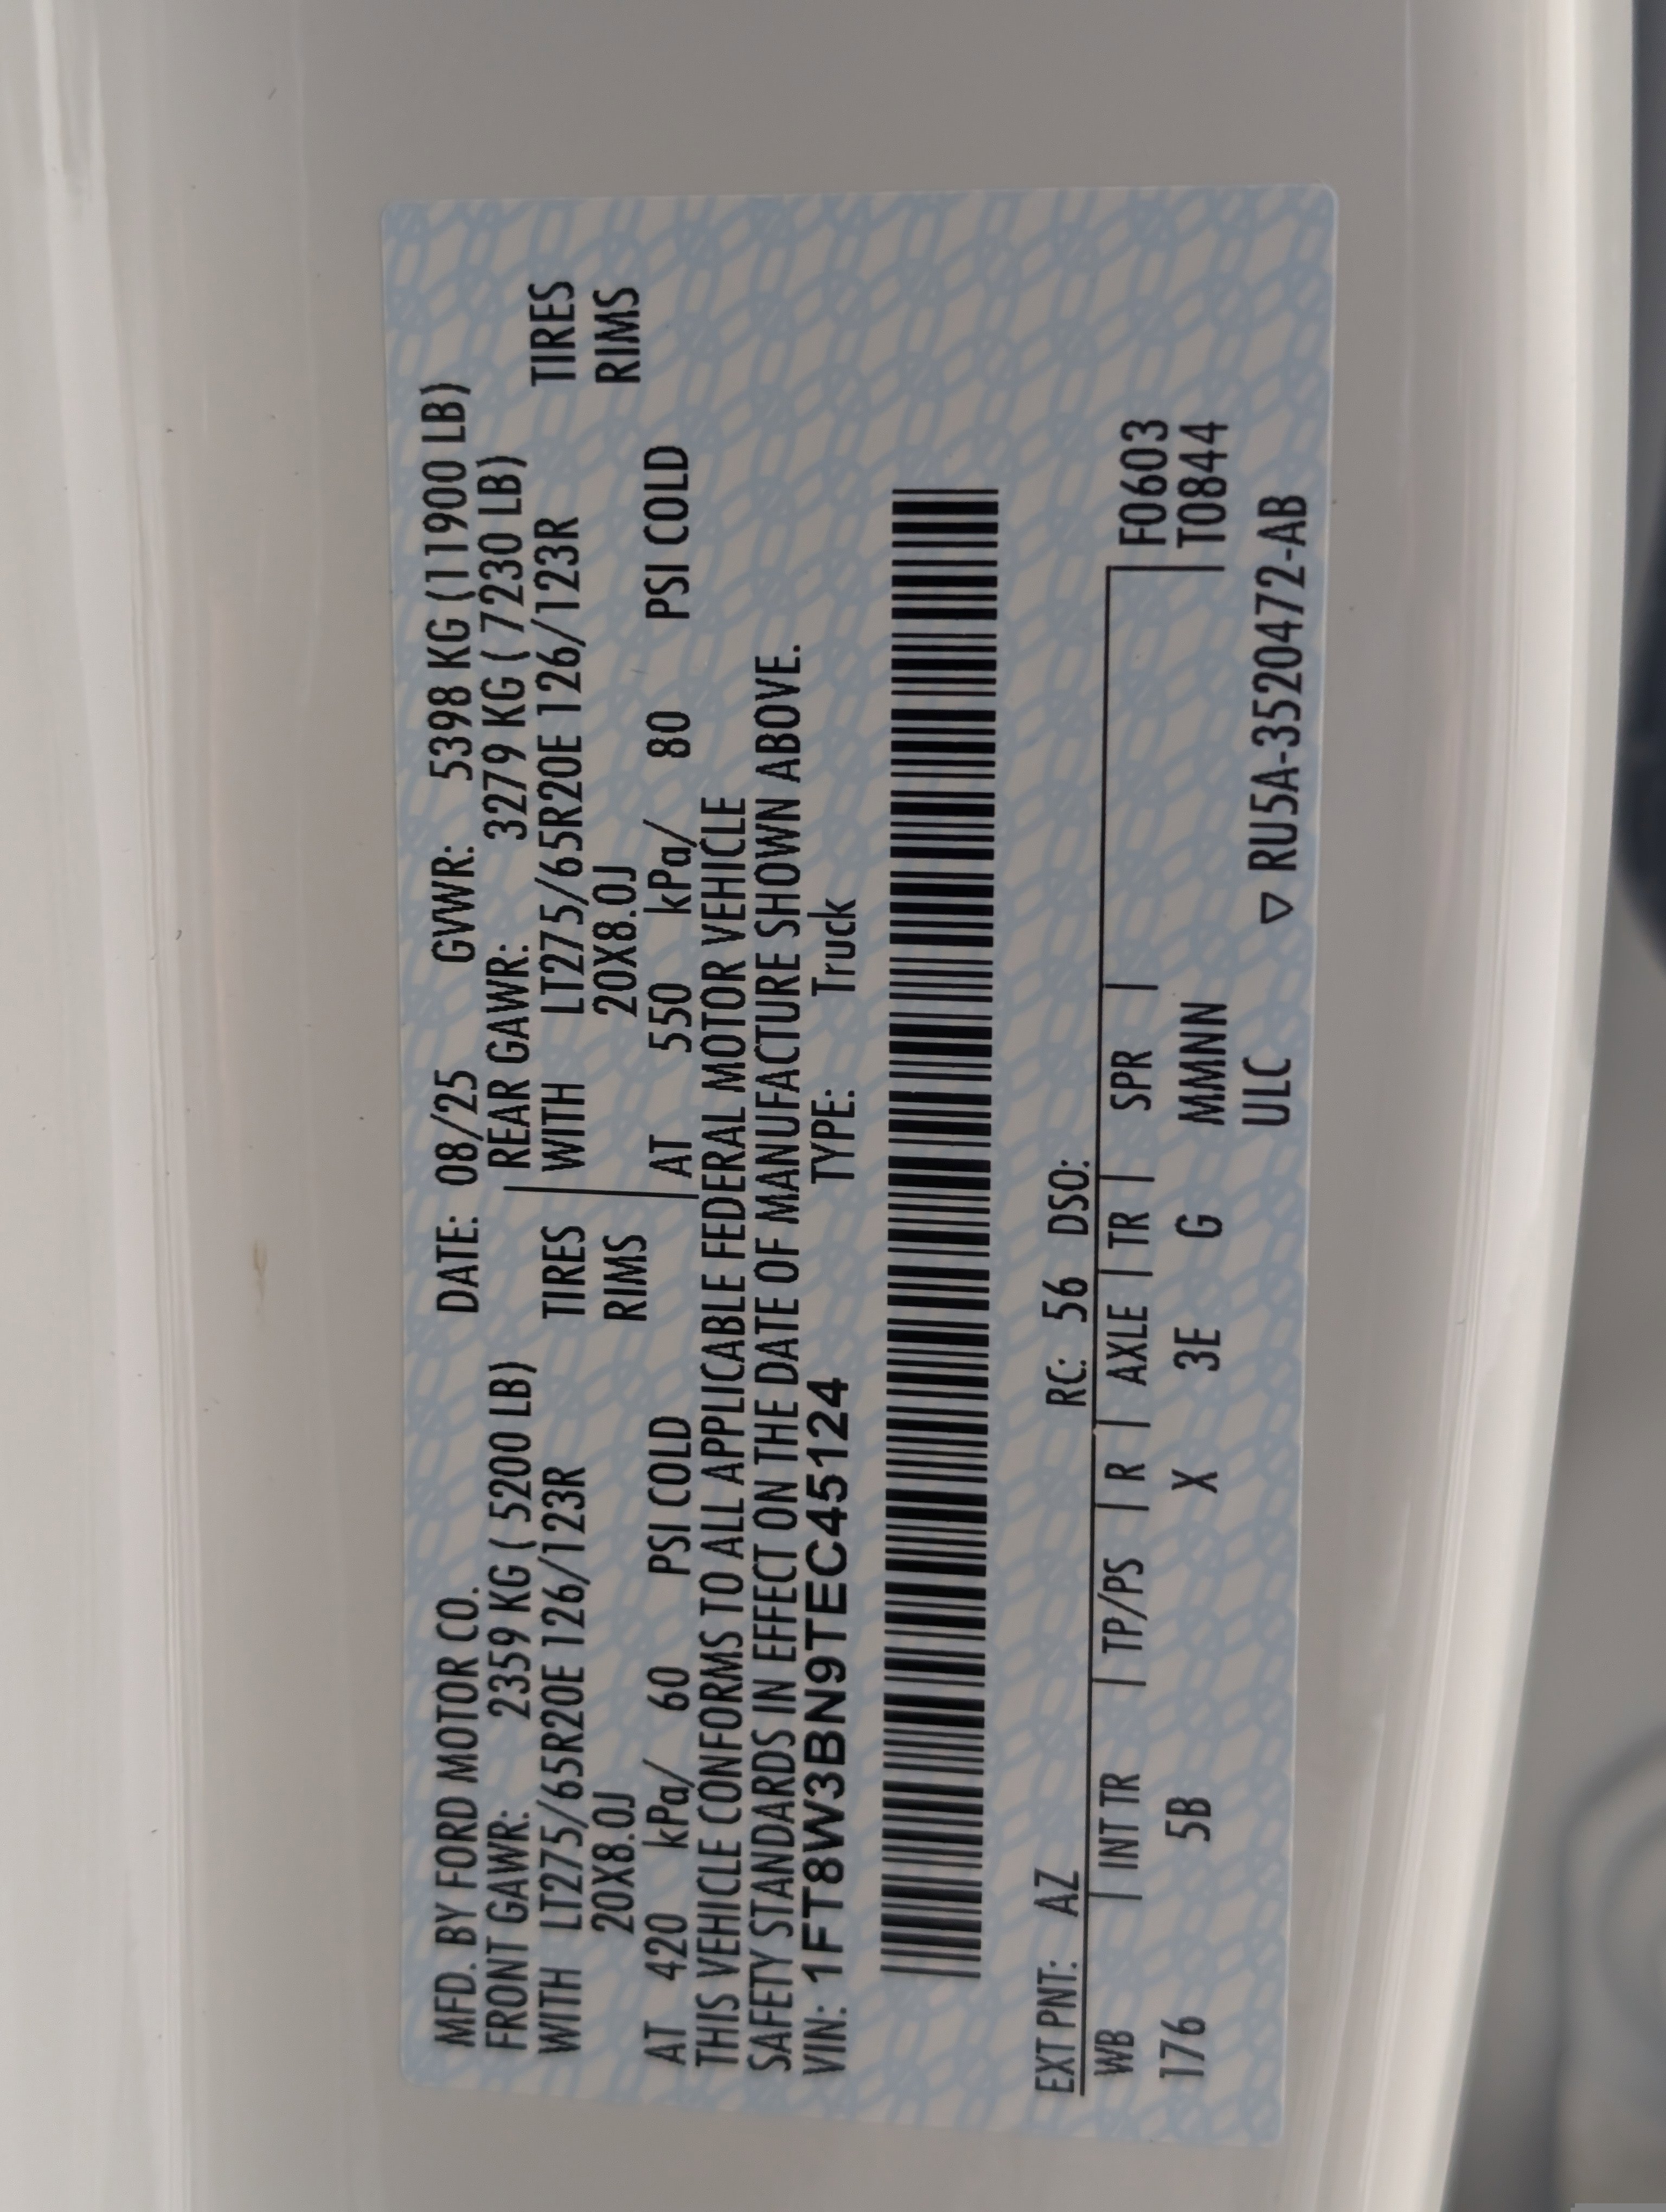 MFD. BY FORD MOTOR CO. DATE: 08/25 GVWR: 5398 KG (11900 LB)
FRONT GAWR: 2359 KG ( 5200 LB) REAR GAWR: 3279 KG ( 7230 LB)
WITH LT275/65R20E 126/123R TIRES WITH LT275/65R20E 126/123R TIRES
20X8.0J RIMS 20X8.0J RIMS
AT 420 kPa/ 60 PSI COLD AT 550 kPa/ 80 PSI COLD
THIS VEHICLE CONFORMS TO ALL APPLICABLE FEDERAL MOTOR VEHICLE
SAFETY STANDARDS IN EFFECT ON THE DATE OF MANUFACTURE SHOWN ABOVE.
VIN: 1FT8W3BN9TEC45124 TYPE: Truck
EXT PNT: AZ RC: 56 DSO:
WB | INT TR | TP/PS | R | AXLE | TR | SPR | F0603
176 5B X 3E G MMNN T0844
ULC ▽ RU5A-3520472-AB